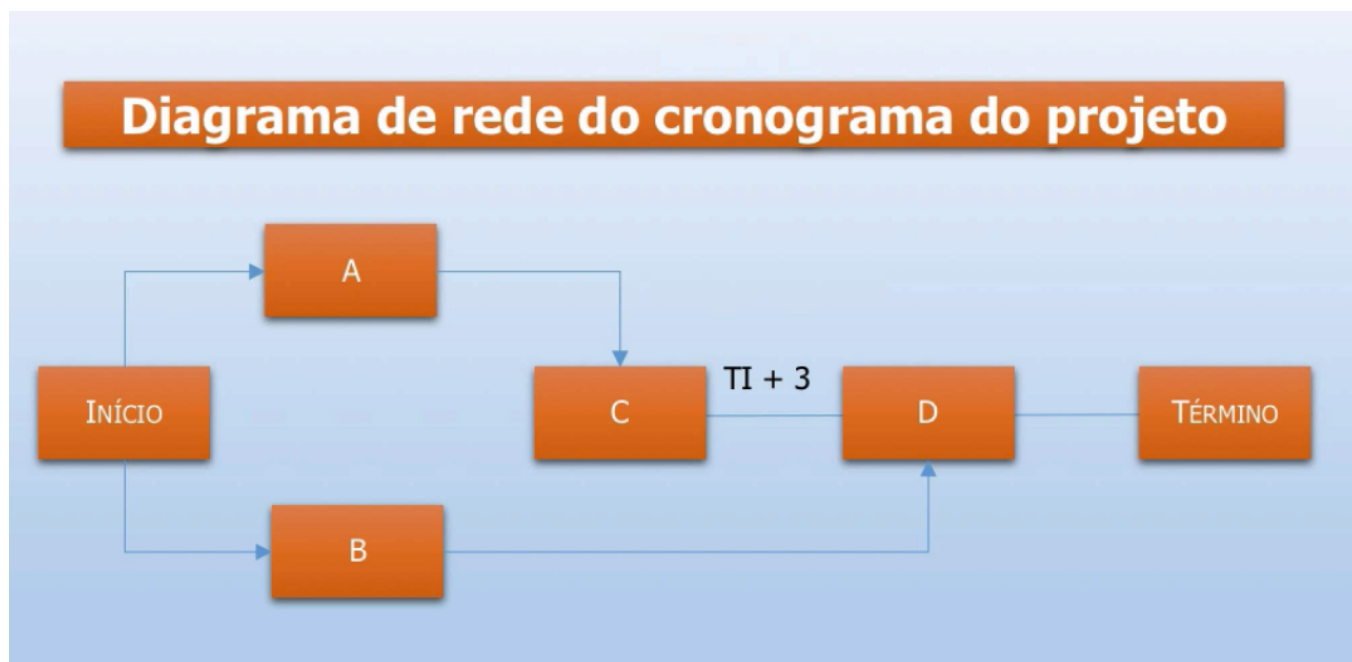 Diagrama de rede do cronograma do projeto
A
INÍCIO
C
TI + 3
D
TÉRMINO
B